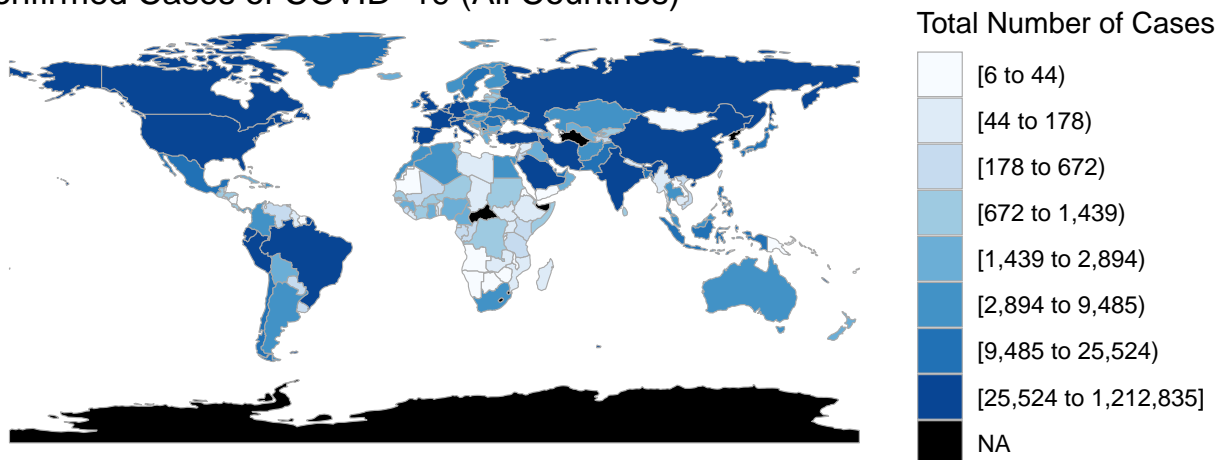 (All Countries)
Total Number of Cases
[6 to 44)
[44 to 178)
[178 to 672)
[672 to 1,439)
[1,439 to 2,894)
[2,894 to 9,485)
[9,485 to 25,524)
[25,524 to 1,212,835]
NA